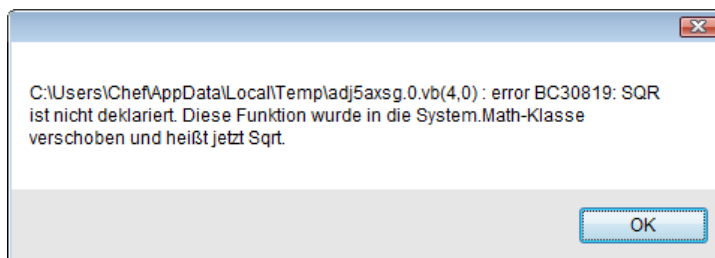 C:\Users\Chef\AppData\Local\Temp\adj5axsg.0.vb(4,0) : error BC30819: SQR
ist nicht deklariert. Diese Funktion wurde in die System.Math-Klasse
verschoben und heißt jetzt Sqrt.
OK